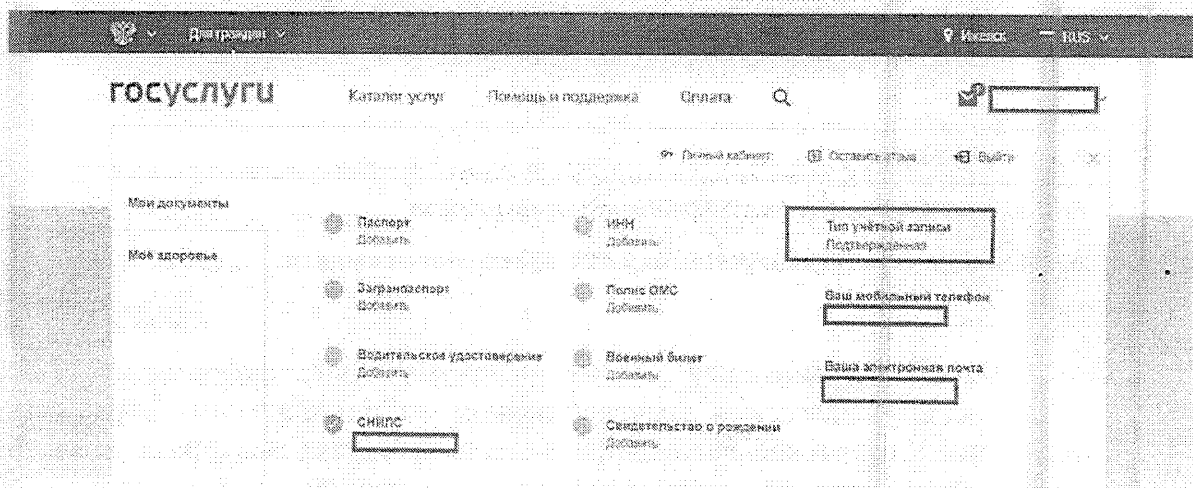 Для граждан
Ижевск RUS
госуслуги
Каталог услуг Помощь и поддержка Оплата
Личный кабинет Оставить отзыв Выйти
Мои документы
Моё здоровье
Паспорт
Добавить
ИНН
Добавить
Тип учётной записи
Подтверждённая
Загранпаспорт
Добавить
Полис ОМС
Добавить
Ваш мобильный телефон
Водительское удостоверение
Добавить
Военный билет
Добавить
Ваша электронная почта
СНИЛС
Свидетельство о рождении
Добавить